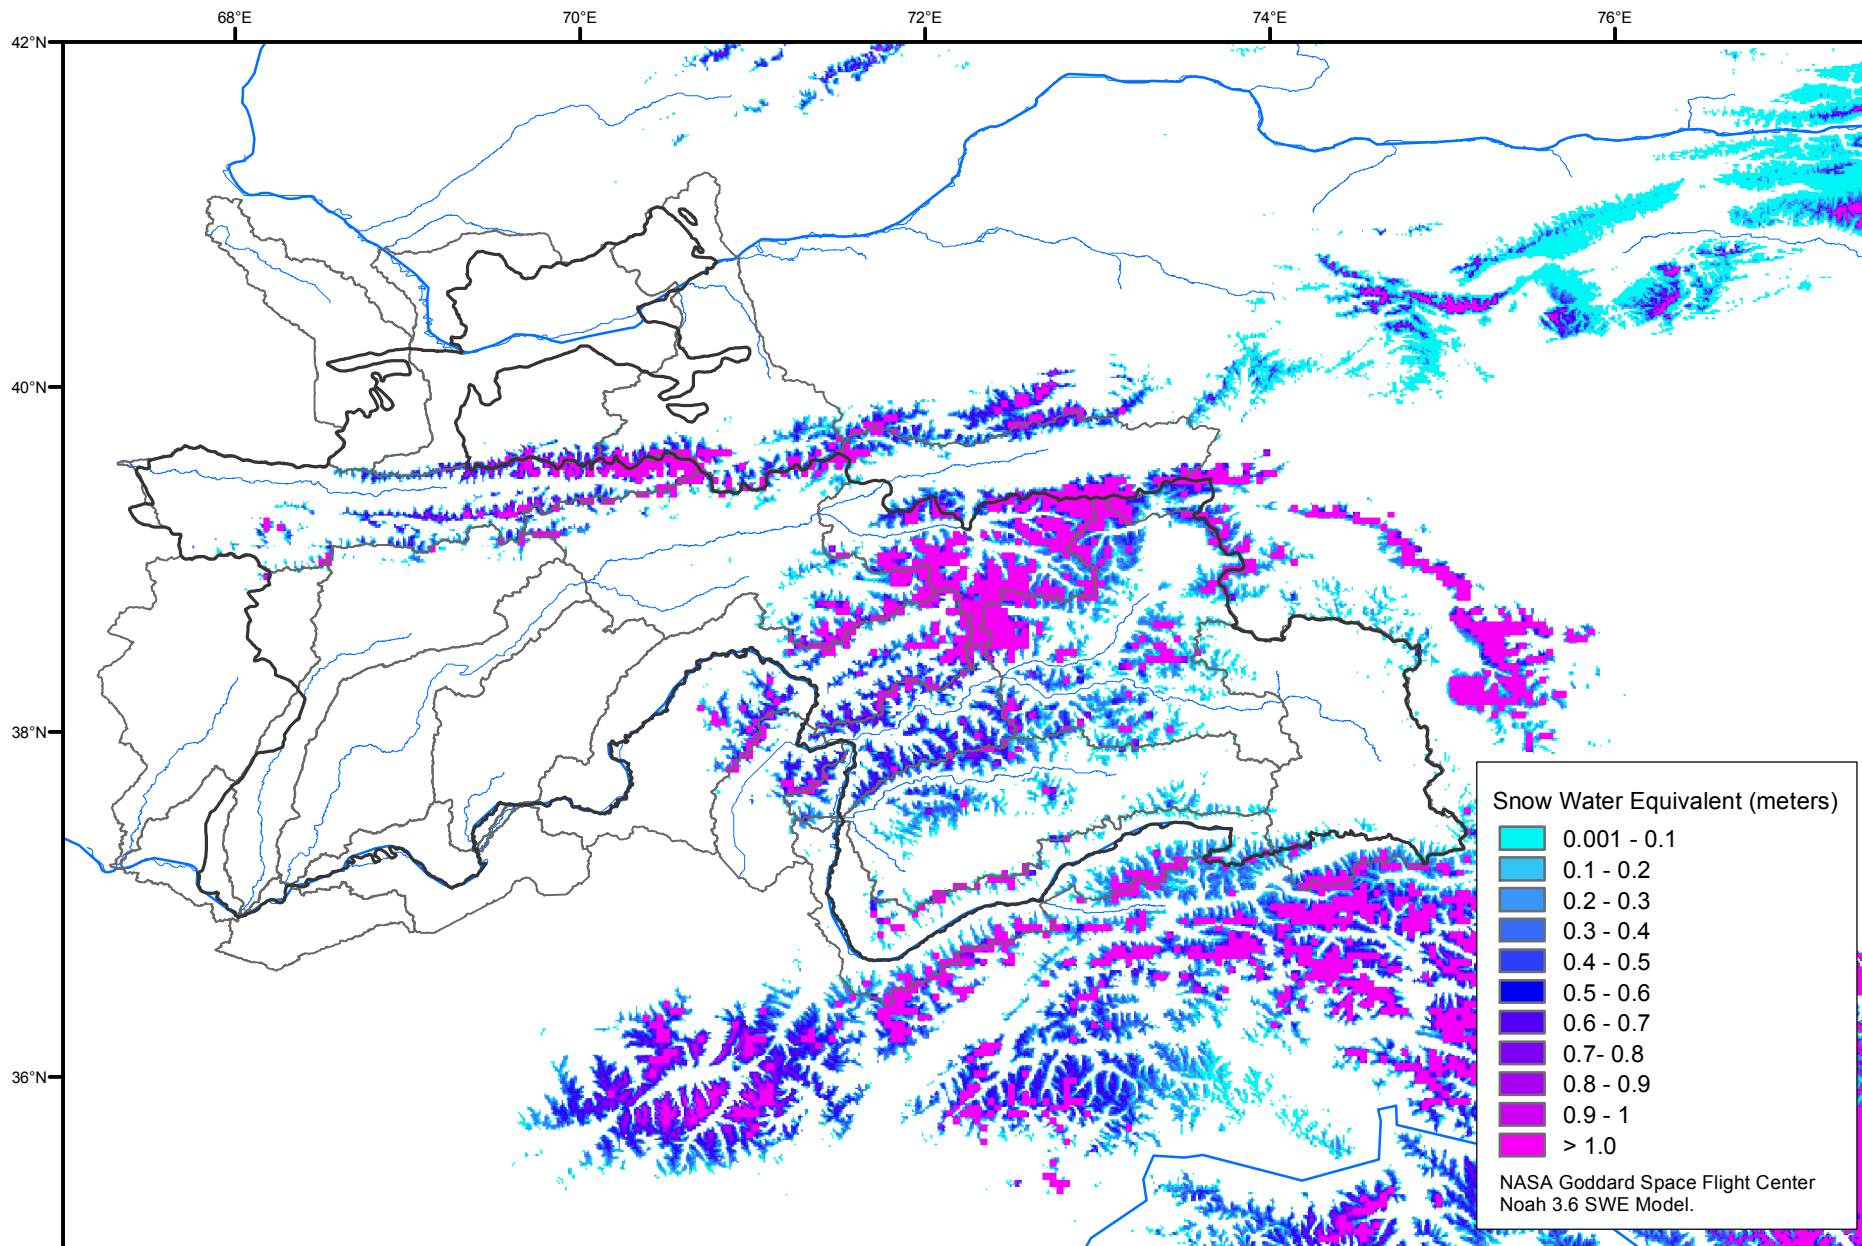 68°E 70°E 72°E 74°E 76°E
42°N
40°N
38°N
36°N
Snow Water Equivalent (meters)
0.001 - 0.1
0.1 - 0.2
0.2 - 0.3
0.3 - 0.4
0.4 - 0.5
0.5 - 0.6
0.6 - 0.7
0.7- 0.8
0.8 - 0.9
0.9 - 1
> 1.0
NASA Goddard Space Flight Center
Noah 3.6 SWE Model.